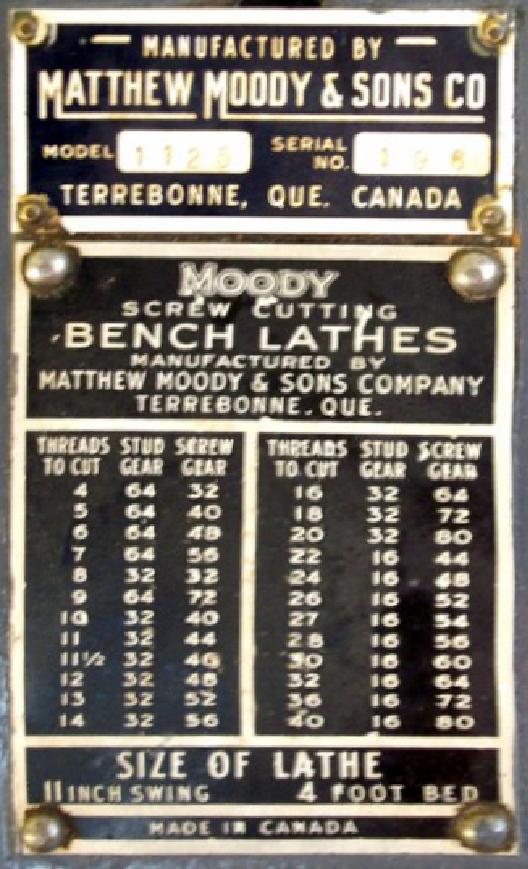 MANUFACTURED BY
MATTHEW MOODY & SONS CO
MODEL 1125 SERIAL NO. 198
TERREBONNE, QUE. CANADA
MOODY
SCREW CUTTING
BENCH LATHES
MANUFACTURED BY
MATTHEW MOODY & SONS COMPANY
TERREBONNE. QUE.
THREADS STUD SCREW THREADS STUD SCREW
TO CUT GEAR GEAR TO CUT GEAR GEAR
4 64 32 16 32 64
5 64 40 18 32 72
6 64 48 20 32 80
7 64 56 22 16 44
8 32 32 24 16 48
9 64 72 26 16 52
10 32 40 27 16 54
11 32 44 28 16 56
11½ 32 46 30 16 60
12 32 48 32 16 64
13 32 52 36 16 72
14 32 56 40 16 80
SIZE OF LATHE
11 INCH SWING 4 FOOT BED
MADE IN CANADA